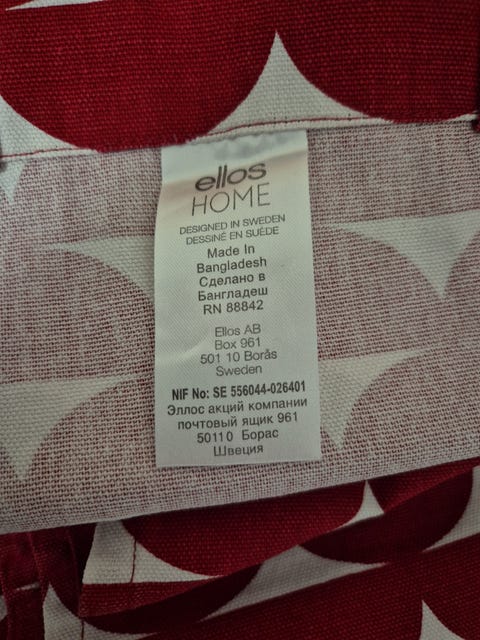 ellos
HOME
DESIGNED IN SWEDEN
DESSINÉ EN SUÈDE
Made In
Bangladesh
Сделано в
Бангладеш
RN 88842
Ellos AB
Box 961
501 10 Borås
Sweden
NIF No: SE 556044-026401
Эллос акций компании
почтовый ящик 961
50110 Борас
Швеция